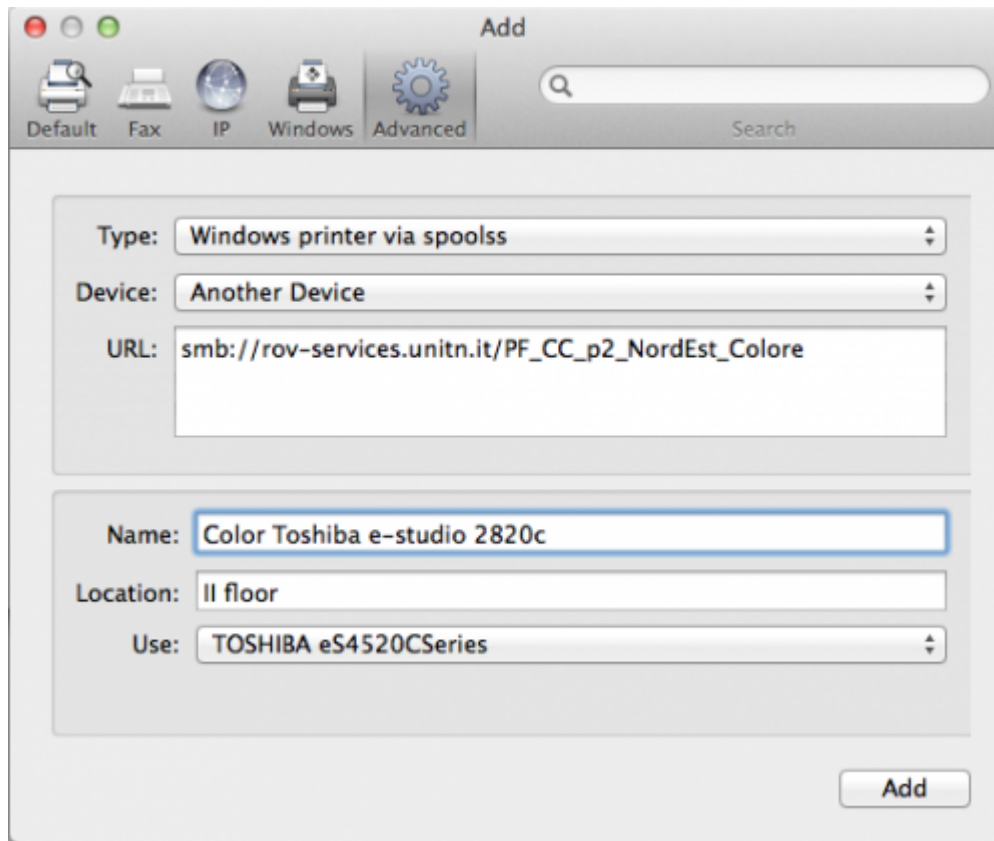 Add
Default Fax IP Windows Advanced Search
Type: Windows printer via spoolss
Device: Another Device
URL: smb://rov-services.unitn.it/PF_CC_p2_NordEst_Colore
Name: Color Toshiba e-studio 2820c
Location: II floor
Use: TOSHIBA eS4520CSeries
Add